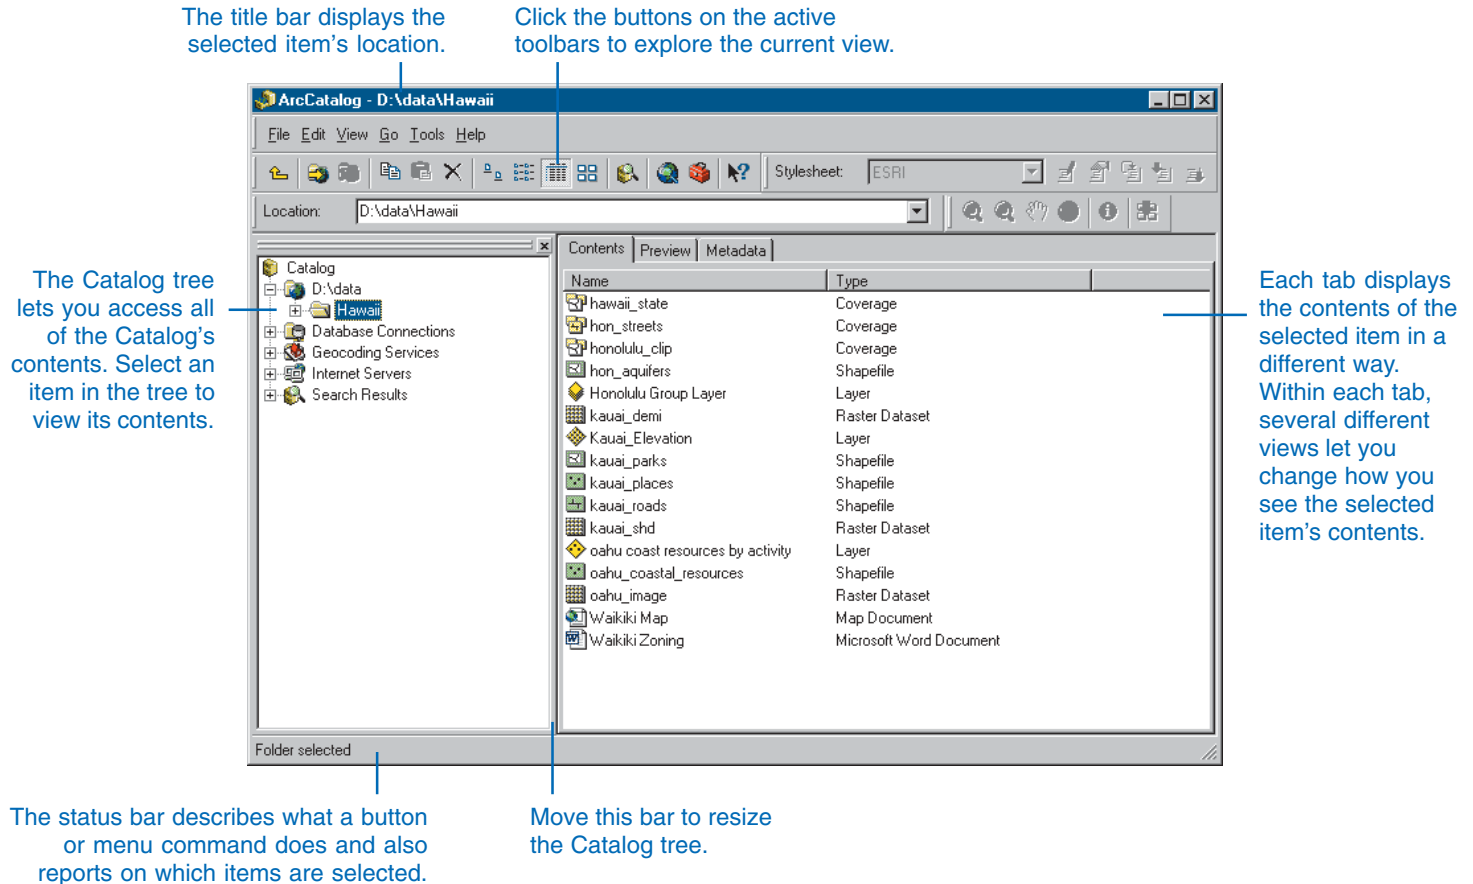 The title bar displays the
selected item’s location.
Click the buttons on the active
toolbars to explore the current view.
ArcCatalog - D:\data\Hawaii
File Edit View Go Tools Help
Stylesheet: ESRI
Location: D:\data\Hawaii
Contents Preview Metadata
Catalog
D:\data
Hawaii
Database Connections
Geocoding Services
Internet Servers
Search Results
Name Type
hawaii_state Coverage
hon_streets Coverage
honolulu_clip Coverage
hon_aquifers Shapefile
Honolulu Group Layer Layer
kauai_demi Raster Dataset
Kauai_Elevation Layer
kauai_parks Shapefile
kauai_places Shapefile
kauai_roads Shapefile
kauai_shd Raster Dataset
oahu coast resources by activity Layer
oahu_coastal_resources Shapefile
oahu_image Raster Dataset
Waikiki Map Map Document
Waikiki Zoning Microsoft Word Document
Folder selected
The Catalog tree
lets you access all
of the Catalog’s
contents. Select an
item in the tree to
view its contents.
Each tab displays
the contents of the
selected item in a
different way.
Within each tab,
several different
views let you
change how you
see the selected
item’s contents.
The status bar describes what a button
or menu command does and also
reports on which items are selected.
Move this bar to resize
the Catalog tree.